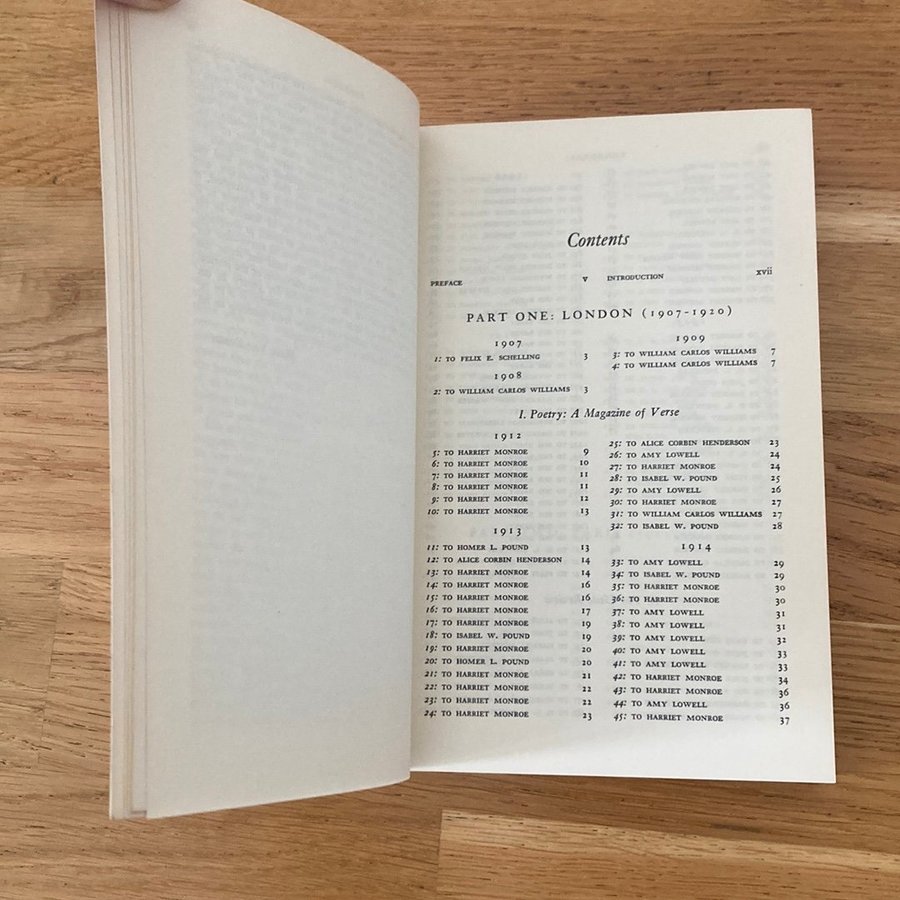 Contents
PREFACE v INTRODUCTION xvii
PART ONE: LONDON (1907-1920)
1907
1: TO FELIX E. SCHELLING 3
1908
2: TO WILLIAM CARLOS WILLIAMS 3
1909
3: TO WILLIAM CARLOS WILLIAMS 7
4: TO WILLIAM CARLOS WILLIAMS 7
I. Poetry: A Magazine of Verse
1912
5: TO HARRIET MONROE 9
6: TO HARRIET MONROE 10
7: TO HARRIET MONROE 11
8: TO HARRIET MONROE 11
9: TO HARRIET MONROE 12
10: TO HARRIET MONROE 13
1913
11: TO HOMER L. POUND 13
12: TO ALICE CORBIN HENDERSON 14
13: TO HARRIET MONROE 14
14: TO HARRIET MONROE 16
15: TO HARRIET MONROE 16
16: TO HARRIET MONROE 17
17: TO HARRIET MONROE 19
18: TO ISABEL W. POUND 19
19: TO HARRIET MONROE 20
20: TO HOMER L. POUND 20
21: TO HARRIET MONROE 21
22: TO HARRIET MONROE 22
23: TO HARRIET MONROE 22
24: TO HARRIET MONROE 23
25: TO ALICE CORBIN HENDERSON 23
26: TO AMY LOWELL 24
27: TO HARRIET MONROE 24
28: TO ISABEL W. POUND 25
29: TO AMY LOWELL 26
30: TO HARRIET MONROE 27
31: TO WILLIAM CARLOS WILLIAMS 27
32: TO ISABEL W. POUND 28
1914
33: TO AMY LOWELL 29
34: TO ISABEL W. POUND 29
35: TO HARRIET MONROE 30
36: TO HARRIET MONROE 30
37: TO AMY LOWELL 31
38: TO AMY LOWELL 31
39: TO AMY LOWELL 32
40: TO AMY LOWELL 33
41: TO AMY LOWELL 33
42: TO HARRIET MONROE 34
43: TO HARRIET MONROE 36
44: TO AMY LOWELL 36
45: TO HARRIET MONROE 37